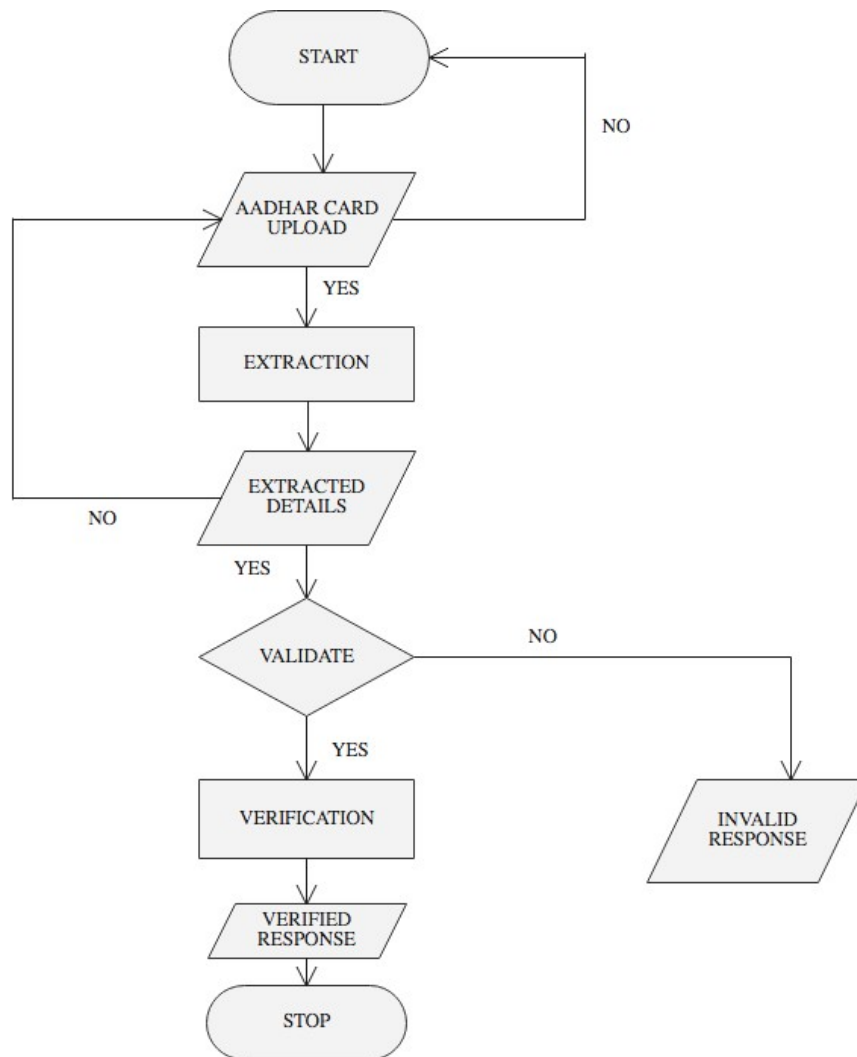 START
NO
AADHAR CARD
UPLOAD
YES
EXTRACTION
EXTRACTED
DETAILS
NO
YES
VALIDATE
NO
YES
VERIFICATION
INVALID
RESPONSE
VERIFIED
RESPONSE
STOP